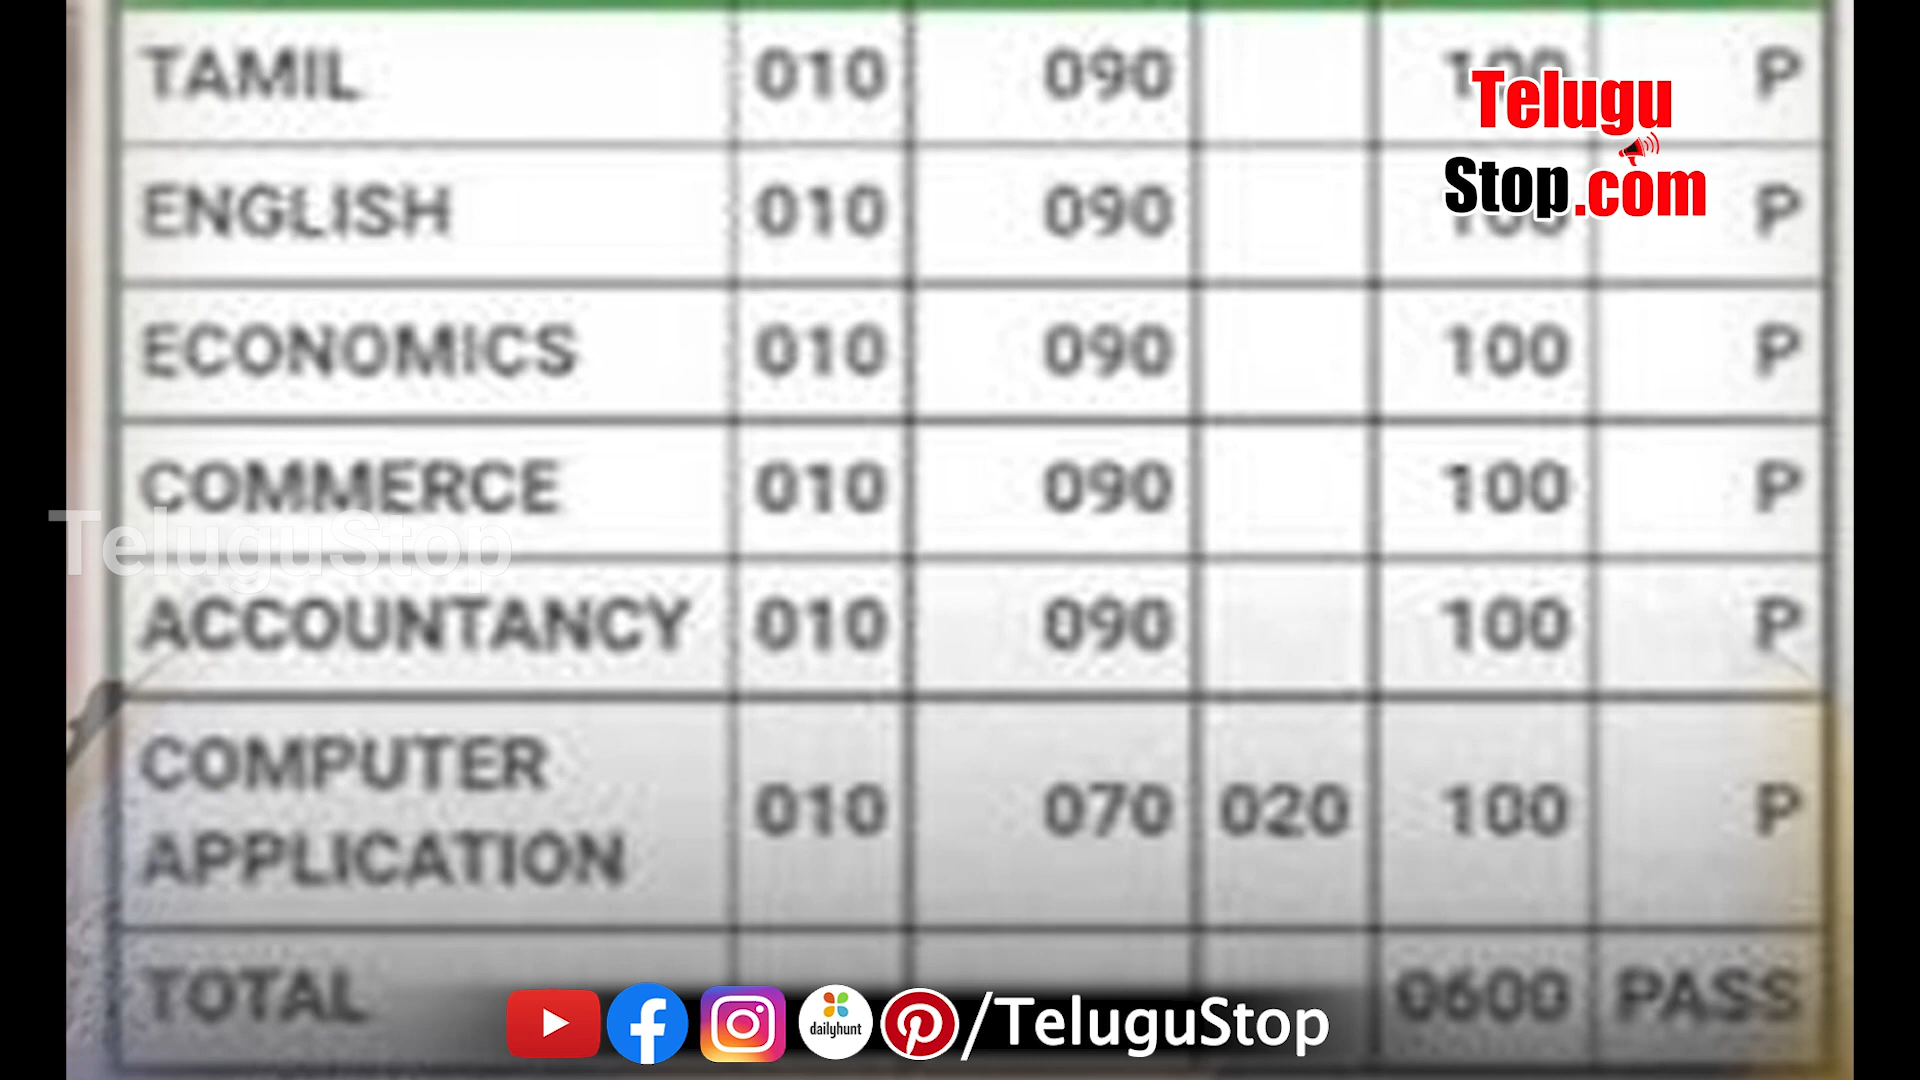 TAMIL 010 090 100 P
Telugu
Stop.com
ENGLISH 010 090 100 P
ECONOMICS 010 090 100 P
COMMERCE 010 090 100 P
TeluguStop
ACCOUNTANCY 010 090 100 P
COMPUTER
APPLICATION 010 070 020 100 P
TOTAL 0600 PASS
dailyhunt
/TeluguStop